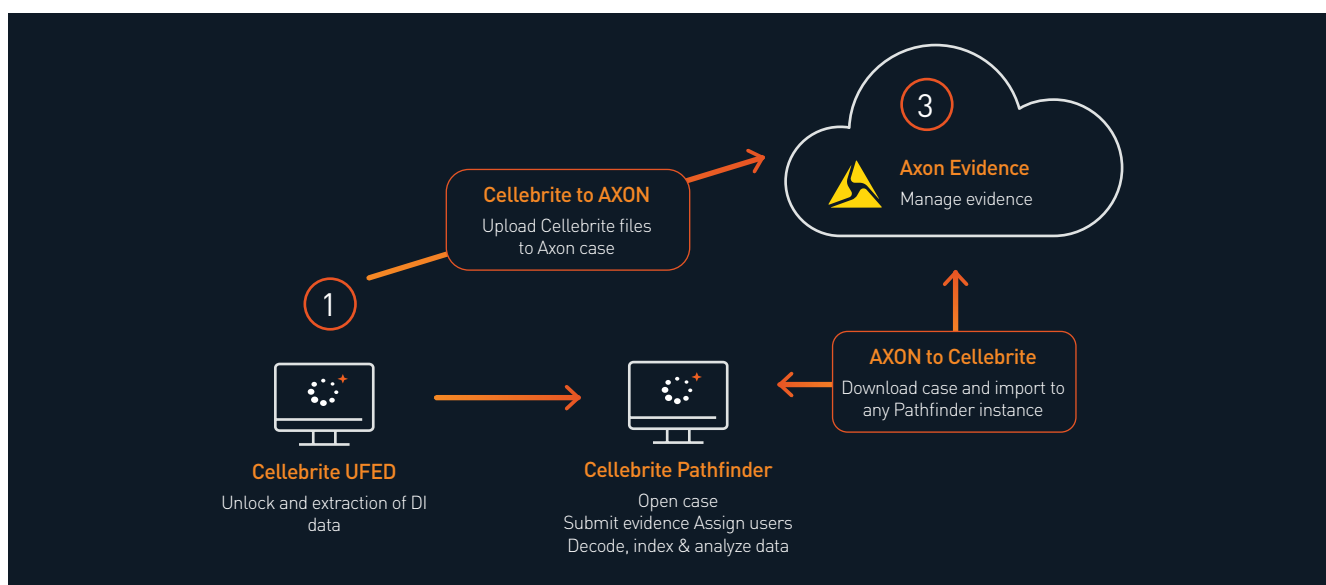 3
Axon Evidence
Manage evidence
Cellebrite to AXON
Upload Cellebrite files
to Axon case
1
AXON to Cellebrite
Download case and import to
any Pathfinder instance
Cellebrite UFED
Unlock and extraction of DI
data
Cellebrite Pathfinder
Open case
Submit evidence Assign users
Decode, index & analyze data